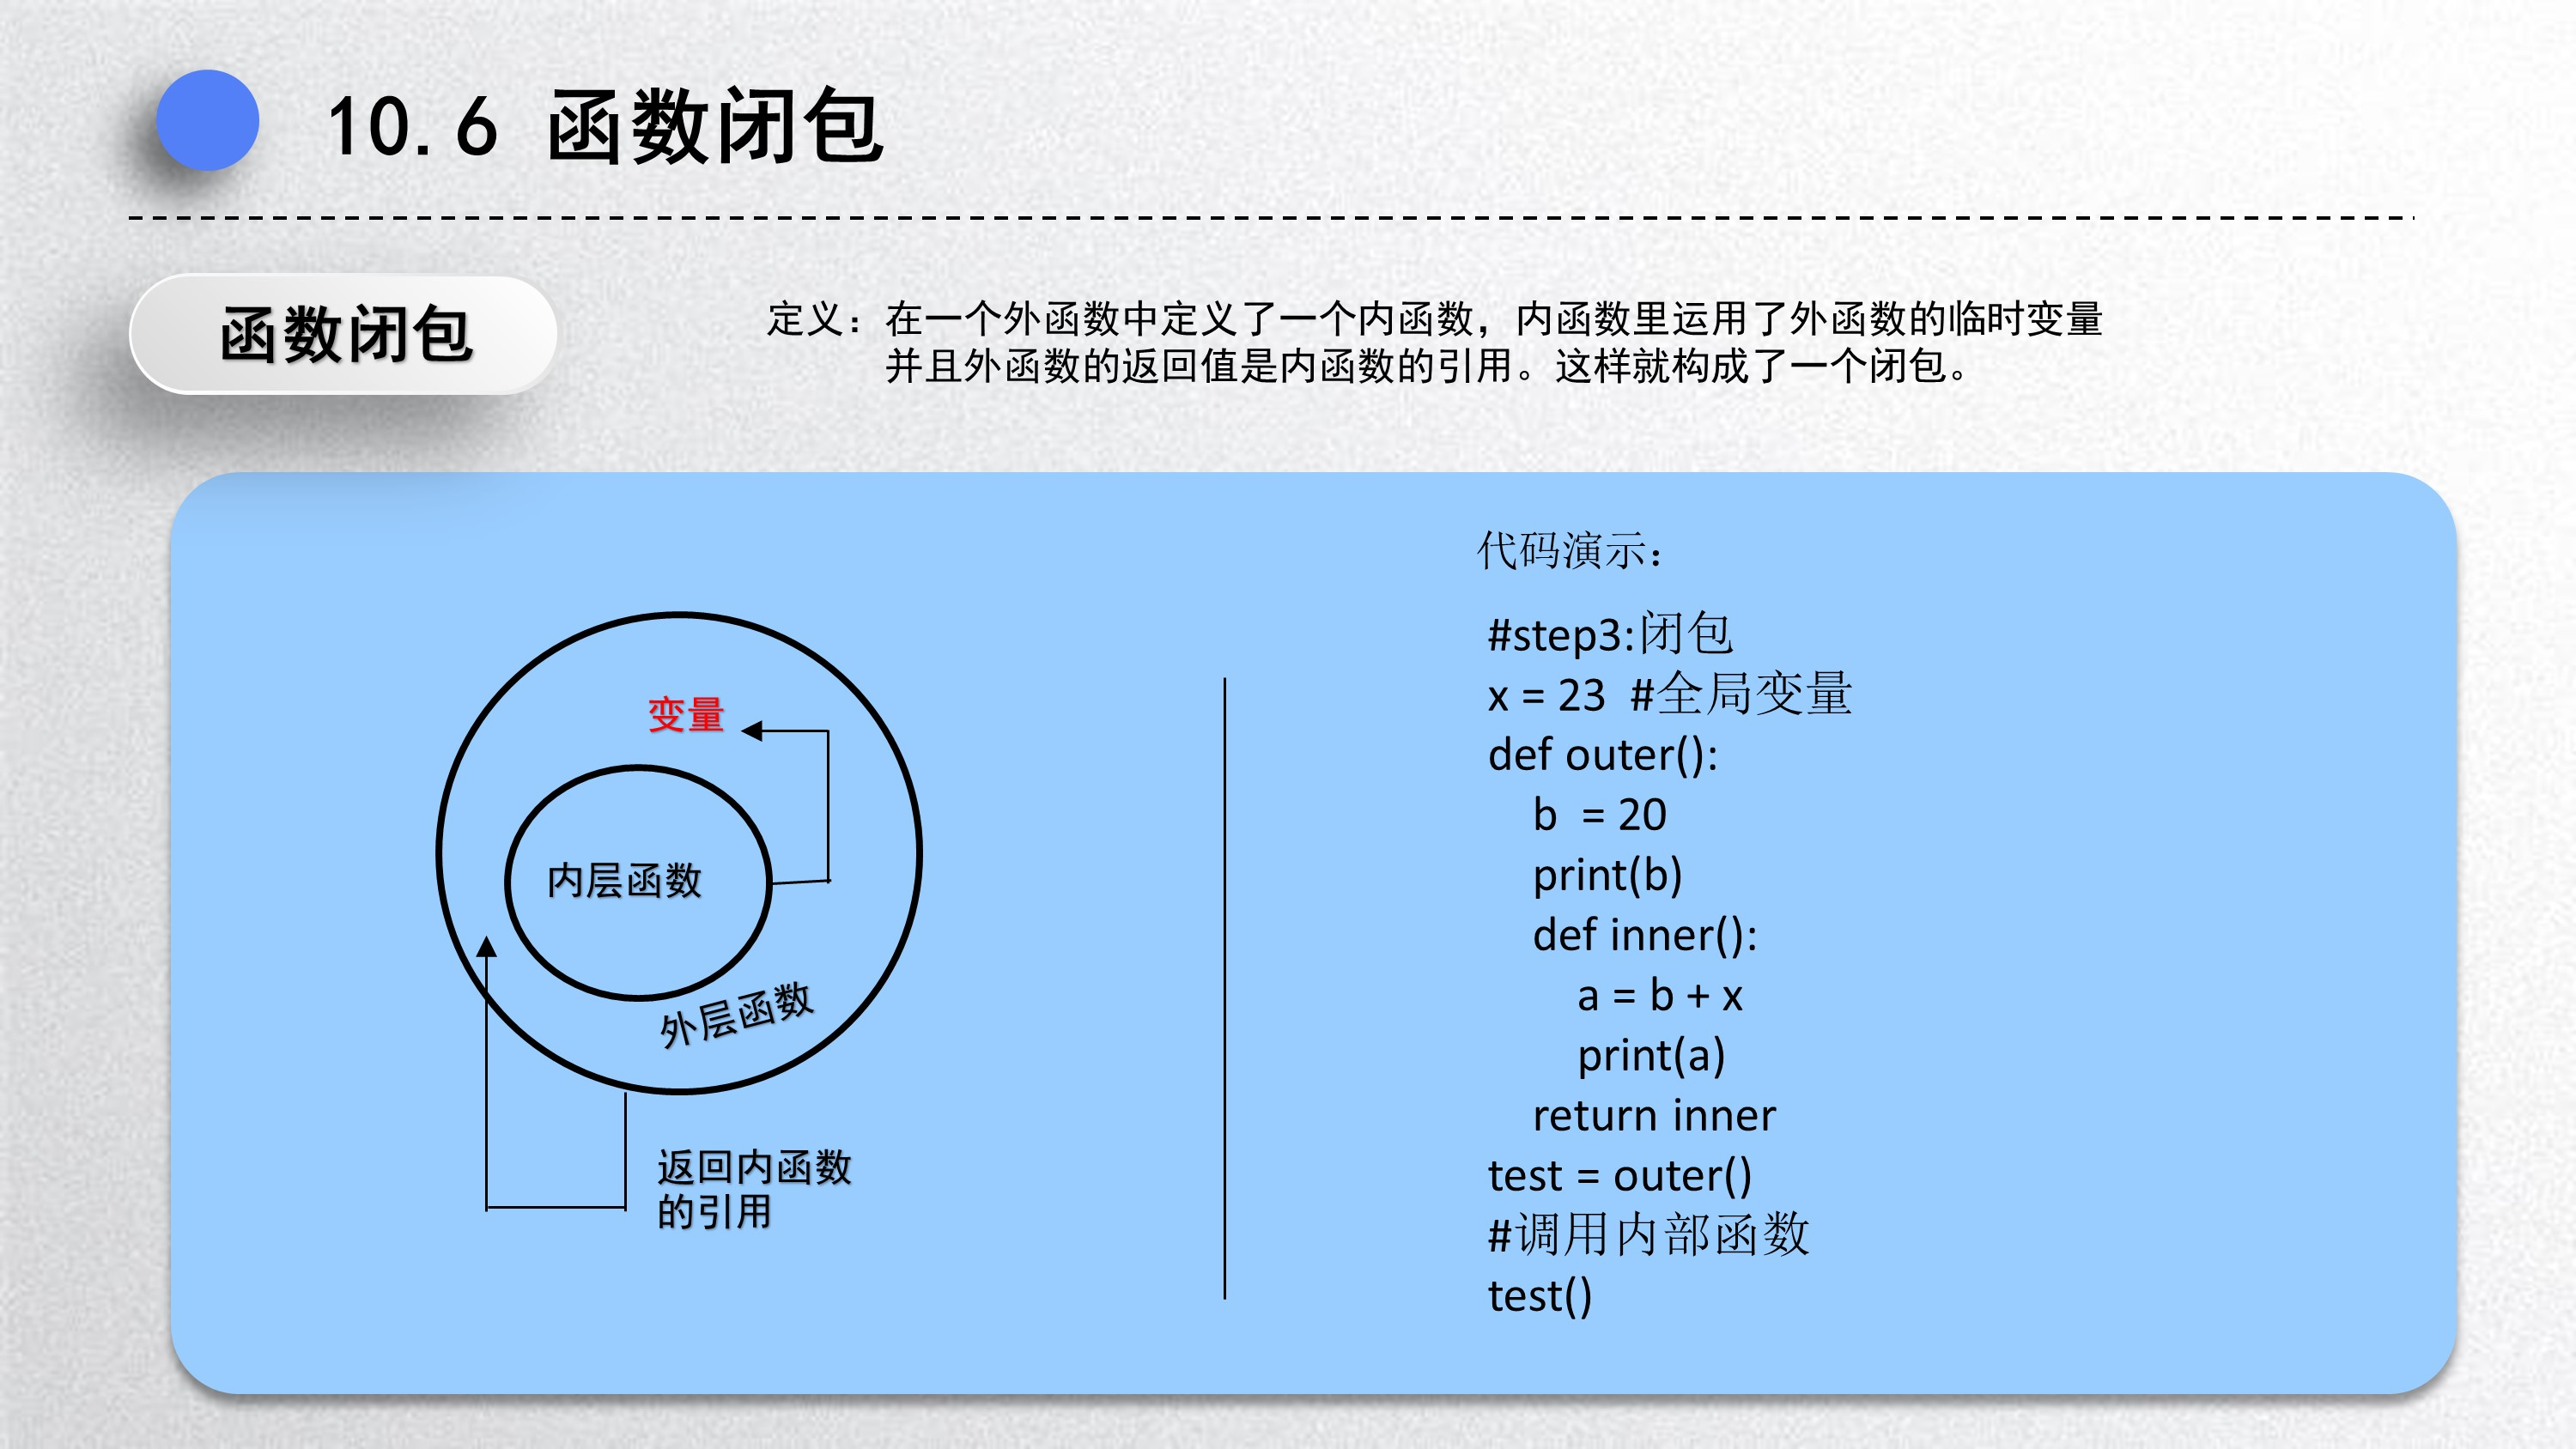 10.6 函数闭包
函数闭包
定义：在一个外函数中定义了一个内函数，内函数里运用了外函数的临时变量
并且外函数的返回值是内函数的引用。这样就构成了一个闭包。
变量
内层函数
外层函数
返回内函数
的引用
代码演示：
#step3:闭包
x = 23  #全局变量
def outer():
    b  = 20
    print(b)
    def inner():
        a = b + x
        print(a)
    return inner
test = outer()
#调用内部函数
test()